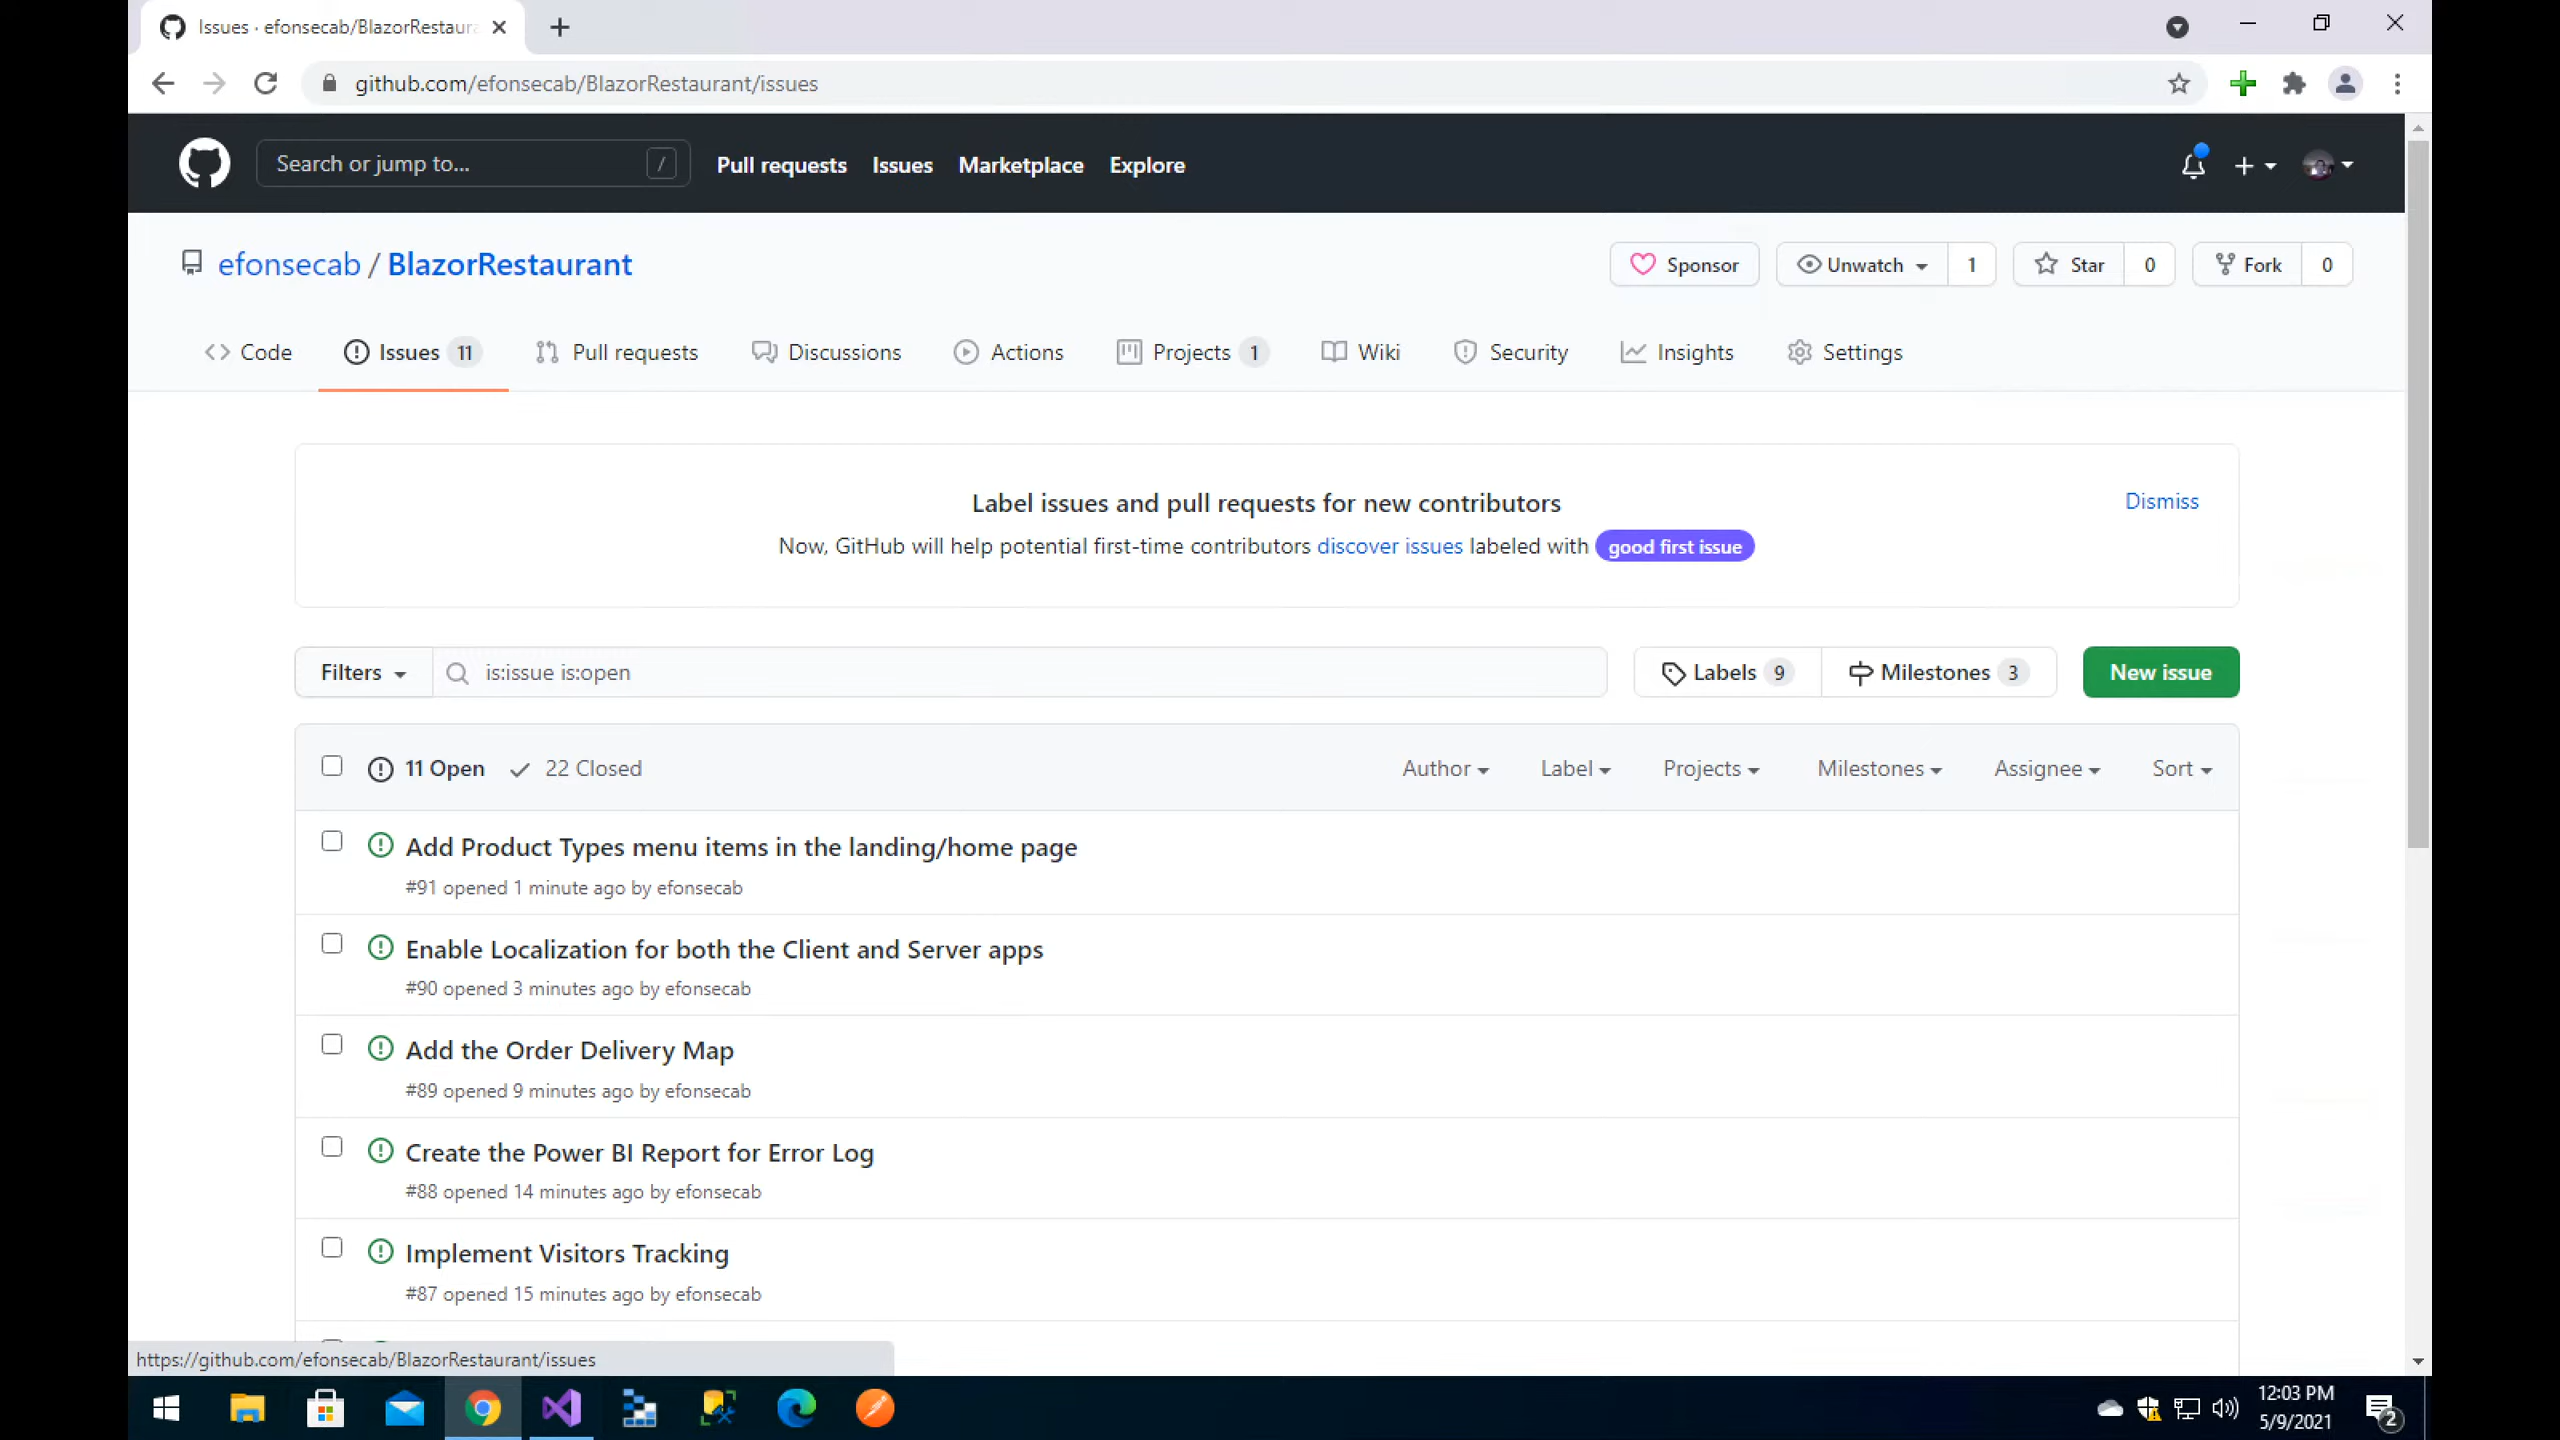 Issues · efonsecab/BlazorRestaura
github.com/efonsecab/BlazorRestaurant/issues
Search or jump to... /
Pull requests Issues Marketplace Explore
efonsecab / BlazorRestaurant
Sponsor Unwatch 1 Star 0 Fork 0
Code Issues 11 Pull requests Discussions Actions Projects 1 Wiki Security Insights Settings
Label issues and pull requests for new contributors
Dismiss
Now, GitHub will help potential first-time contributors discover issues labeled with good first issue
Filters is:issue is:open Labels 9 Milestones 3 New issue
11 Open 22 Closed Author Label Projects Milestones Assignee Sort
Add Product Types menu items in the landing/home page
#91 opened 1 minute ago by efonsecab
Enable Localization for both the Client and Server apps
#90 opened 3 minutes ago by efonsecab
Add the Order Delivery Map
#89 opened 9 minutes ago by efonsecab
Create the Power BI Report for Error Log
#88 opened 14 minutes ago by efonsecab
Implement Visitors Tracking
#87 opened 15 minutes ago by efonsecab
https://github.com/efonsecab/BlazorRestaurant/issues
12:03 PM
5/9/2021
2